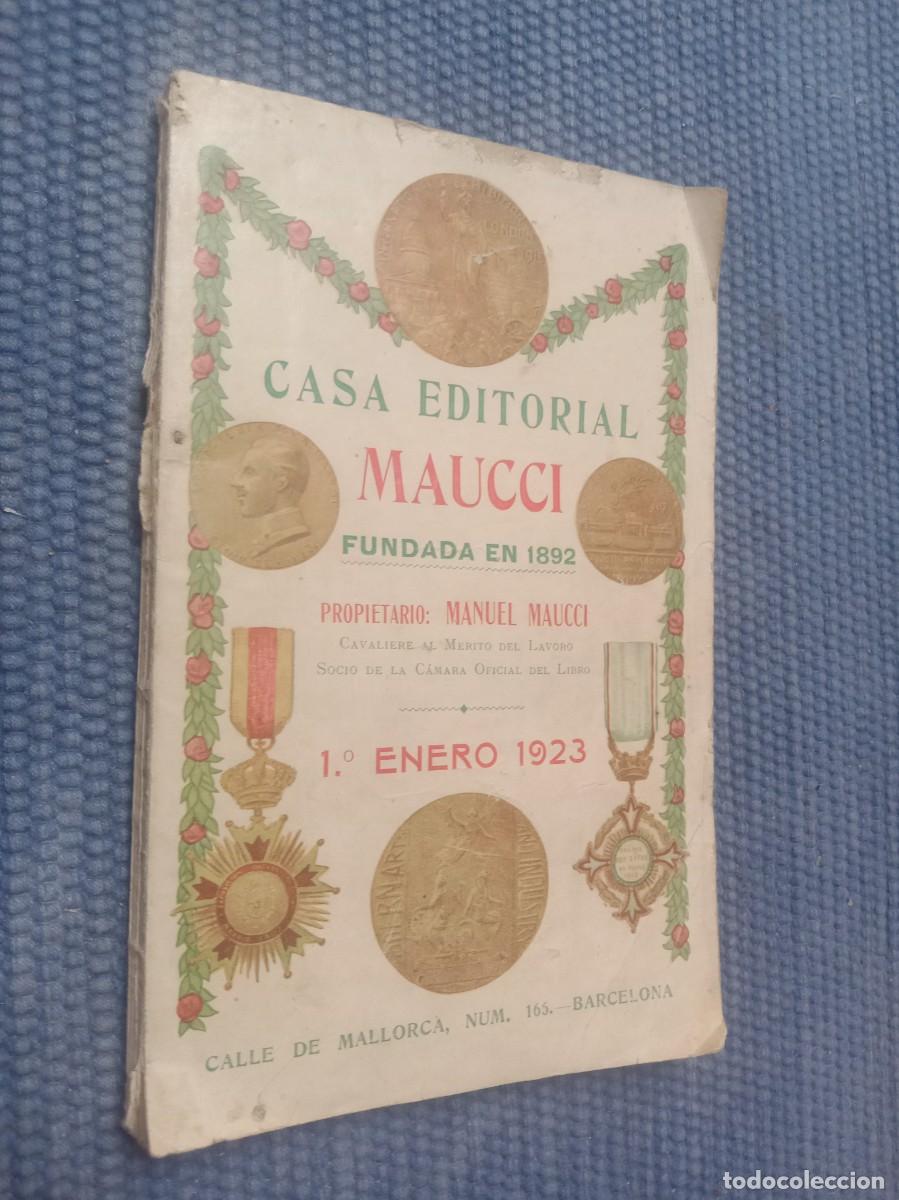 LONDON
CASA EDITORIAL
MAUCCI
FUNDADA EN 1892
PROPIETARIO: MANUEL MAUCCI
CAVALIERE AL MERITO DEL LAVORO
SOCIO DE LA CÁMARA OFICIAL DEL LIBRO
1.º ENERO 1923
CALLE DE MALLORCA, NUM. 165.—BARCELONA
todocoleccion